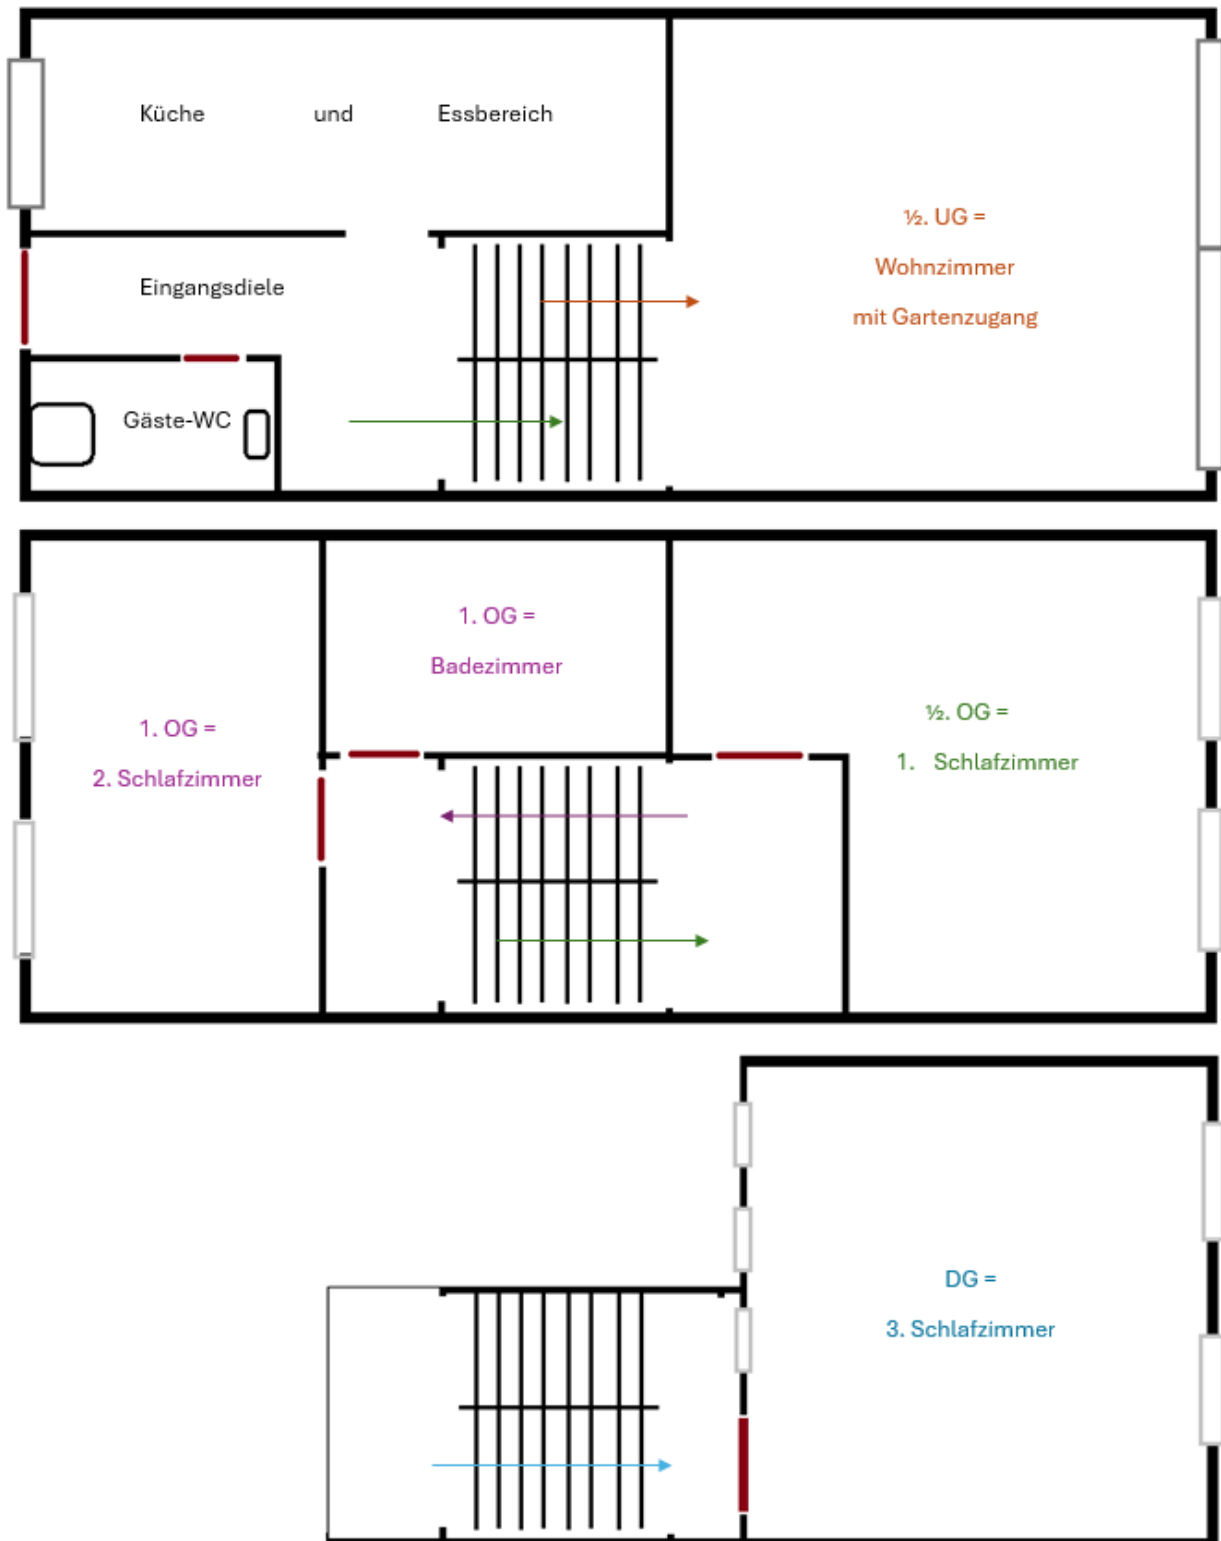 Küche und Essbereich
½. UG =
Wohnzimmer
mit Gartenzugang
Eingangsdiele
Gäste-WC
1. OG =
Badezimmer
1. OG =
2. Schlafzimmer
½. OG =
1. Schlafzimmer
DG =
3. Schlafzimmer